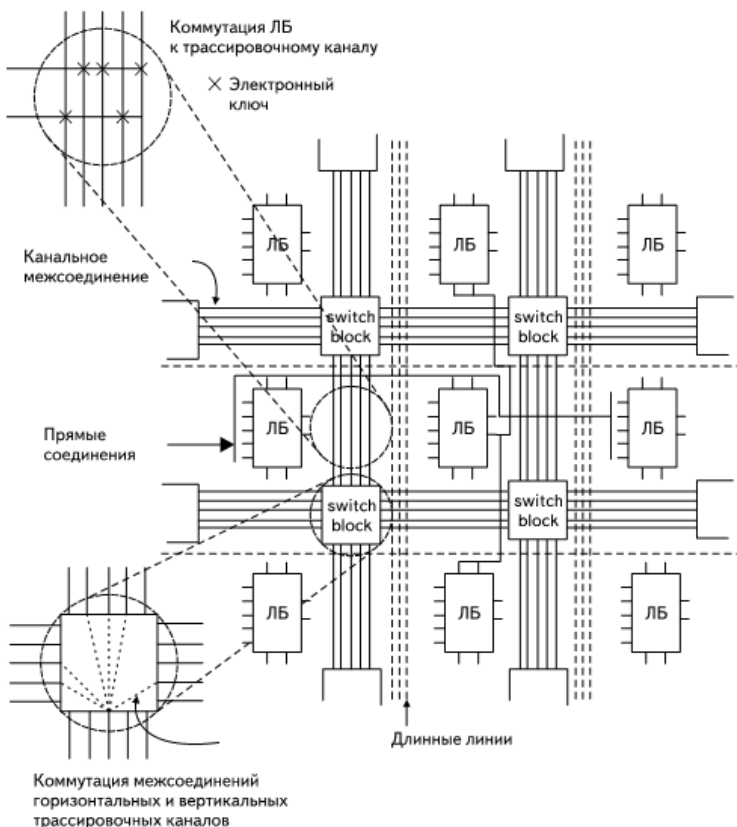 Коммутация ЛБ
к трассировочному каналу
× Электронный
ключ
ЛБ
ЛБ
ЛБ
Канальное
межсоединение
switch
block
switch
block
ЛБ
ЛБ
ЛБ
Прямые
соединения
switch
block
switch
block
ЛБ
ЛБ
ЛБ
Длинные линии
Коммутация межсоединений
горизонтальных и вертикальных
трассировочных каналов